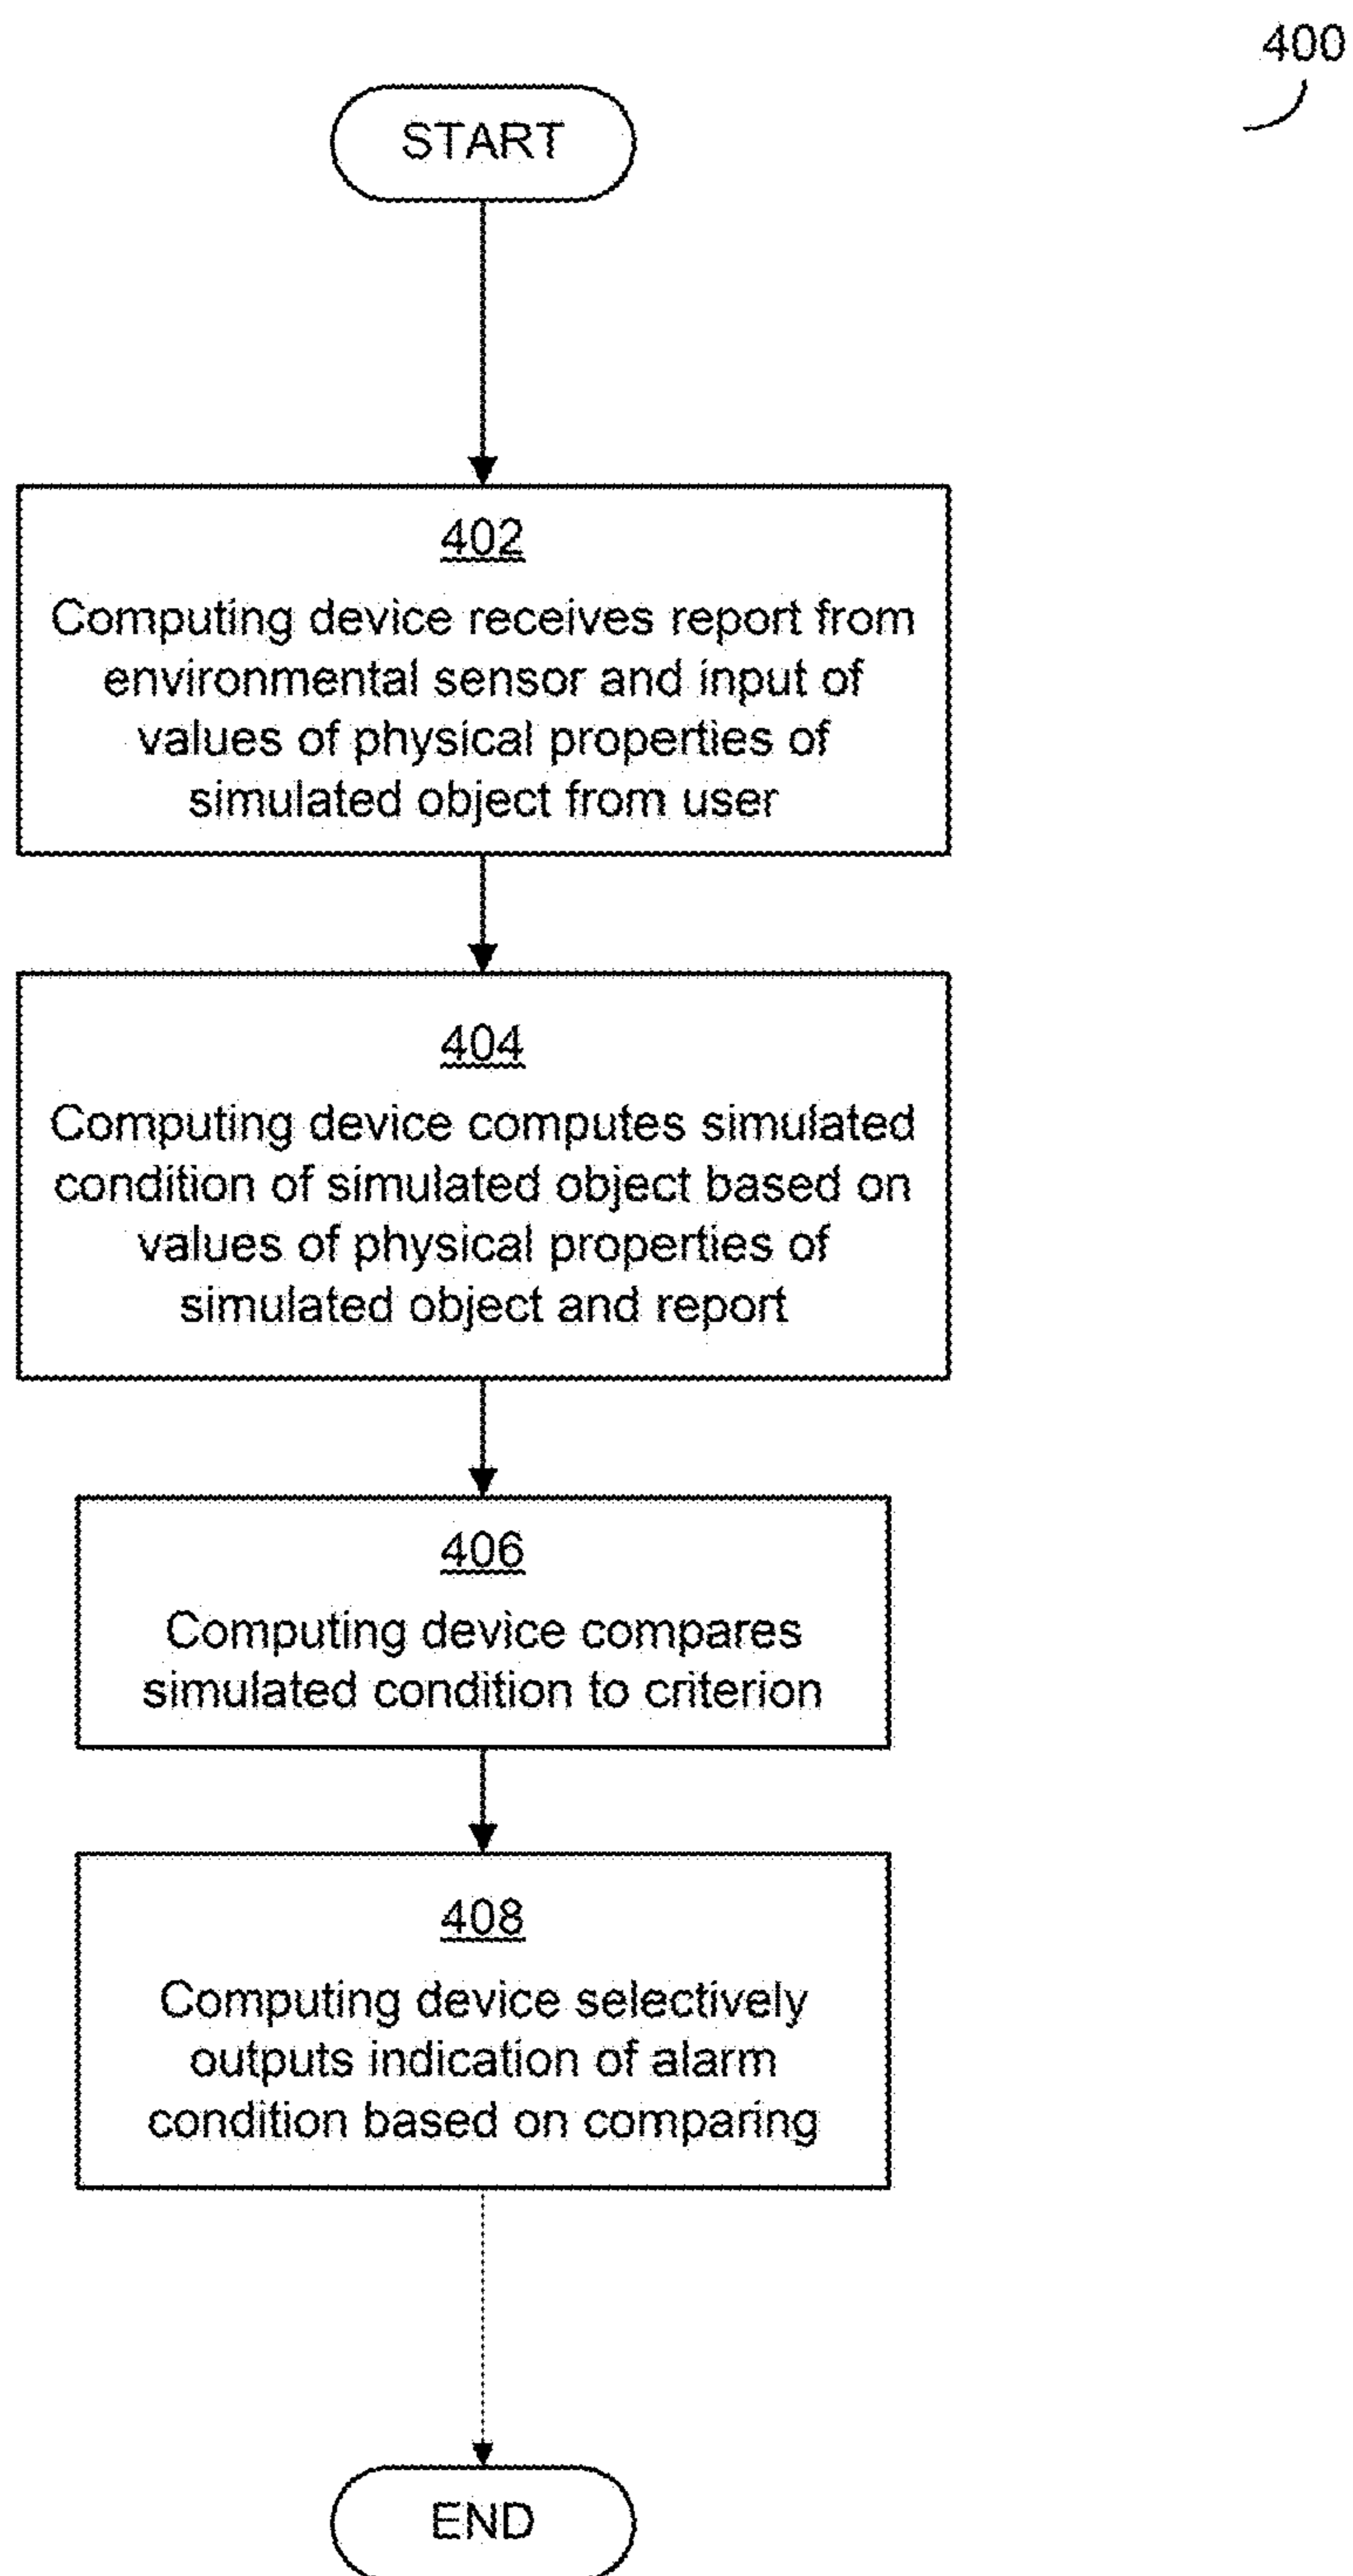 400
START
402
Computing device receives report from
environmental sensor and input of
values of physical properties of
simulated object from user
404
Computing device computes simulated
condition of simulated object based on
values of physical properties of
simulated object and report
406
Computing device compares
simulated condition to criterion
408
Computing device selectively
outputs indication of alarm
condition based on comparing
END